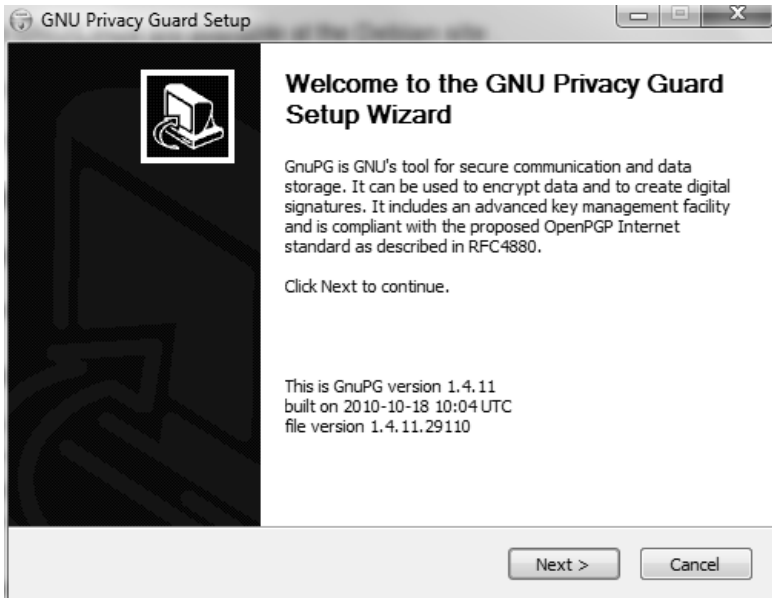 GNU Privacy Guard Setup
Welcome to the GNU Privacy Guard
Setup Wizard
GnuPG is GNU's tool for secure communication and data
storage. It can be used to encrypt data and to create digital
signatures. It includes an advanced key management facility
and is compliant with the proposed OpenPGP Internet
standard as described in RFC4880.
Click Next to continue.
This is GnuPG version 1.4.11
built on 2010-10-18 10:04 UTC
file version 1.4.11.29110
Next >
Cancel